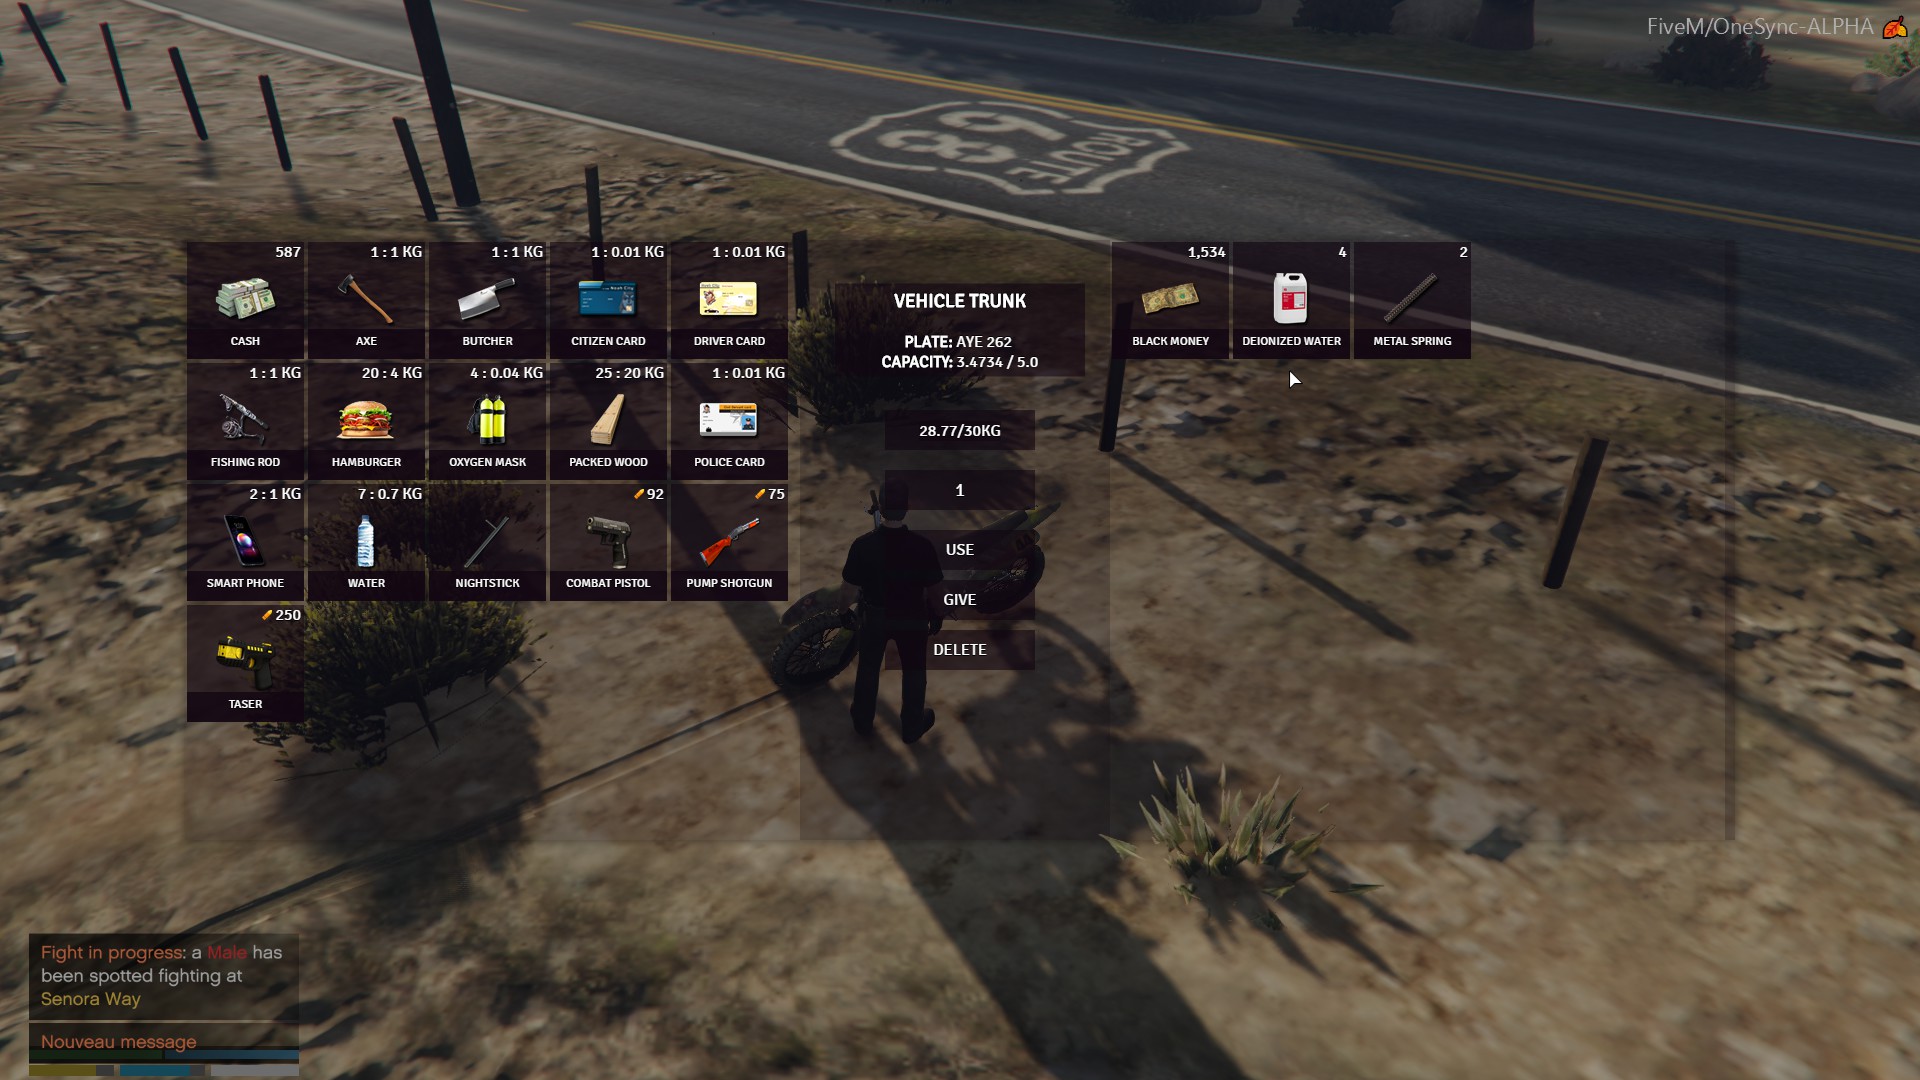 FiveM/OneSync-ALPHA
ROUTE
68
587
CASH
1 : 1 KG
AXE
1 : 1 KG
BUTCHER
1 : 0.01 KG
CITIZEN CARD
1 : 0.01 KG
DRIVER CARD
1 : 1 KG
FISHING ROD
20 : 4 KG
HAMBURGER
4 : 0.04 KG
OXYGEN MASK
25 : 20 KG
PACKED WOOD
1 : 0.01 KG
POLICE CARD
2 : 1 KG
SMART PHONE
7 : 0.7 KG
WATER
NIGHTSTICK
92
COMBAT PISTOL
75
PUMP SHOTGUN
250
TASER
VEHICLE TRUNK
PLATE: AYE 262
CAPACITY: 3.4734 / 5.0
28.77/30KG
1
USE
GIVE
DELETE
1,534
BLACK MONEY
4
DEIONIZED WATER
2
METAL SPRING
Fight in progress: a Male has
been spotted fighting at
Senora Way
Nouveau message